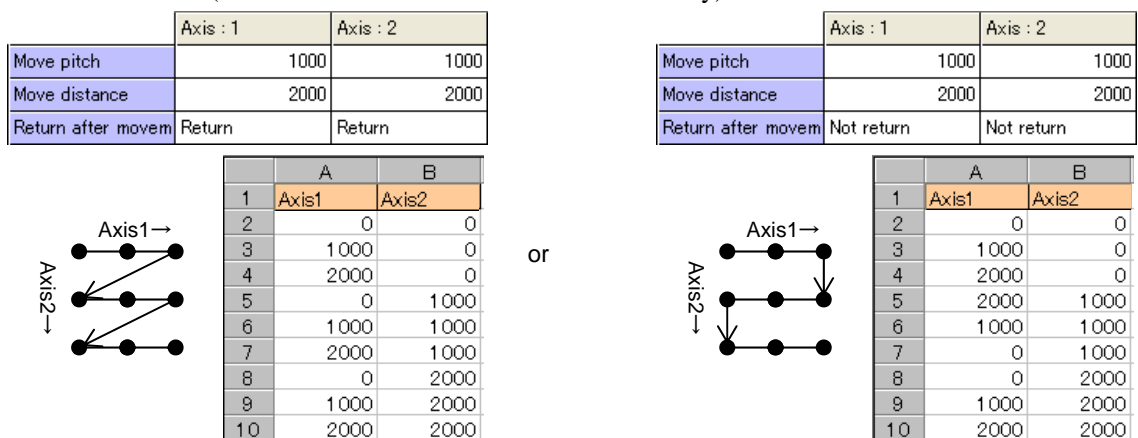 Axis : 1 Axis : 2
Move pitch 1000 1000
Move distance 2000 2000
Return after movem Return Return
A B
1 Axis1 Axis2
2 0 0
3 1000 0
4 2000 0
5 0 1000
6 1000 1000
7 2000 1000
8 0 2000
9 1000 2000
10 2000 2000
Axis1→
Axis2→
or
Axis : 1 Axis : 2
Move pitch 1000 1000
Move distance 2000 2000
Return after movem Not return Not return
A B
1 Axis1 Axis2
2 0 0
3 1000 0
4 2000 0
5 2000 1000
6 1000 1000
7 0 1000
8 0 2000
9 1000 2000
10 2000 2000
Axis1→
Axis2→